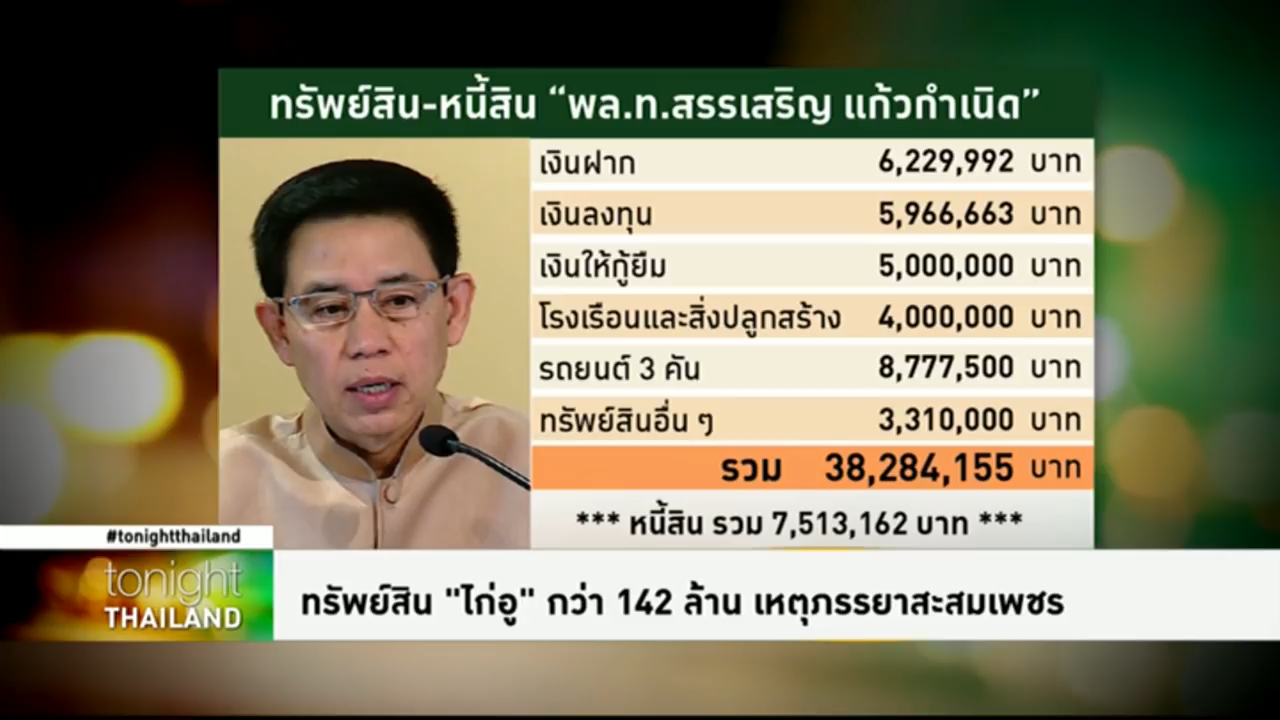 ทรัพย์สิน-หนี้สิน “พล.ท.สรรเสริญ แก้วกำเนิด”
เงินฝาก 6,229,992 บาท
เงินลงทุน 5,966,663 บาท
เงินให้กู้ยืม 5,000,000 บาท
โรงเรือนและสิ่งปลูกสร้าง 4,000,000 บาท
รถยนต์ 3 คัน 8,777,500 บาท
ทรัพย์สินอื่น ๆ 3,310,000 บาท
รวม 38,284,155 บาท
*** หนี้สิน รวม 7,513,162 บาท ***
#tonightthailand
tonight
THAILAND
ทรัพย์สิน "ไก่อู" กว่า 142 ล้าน เหตุภรรยาสะสมเพชร